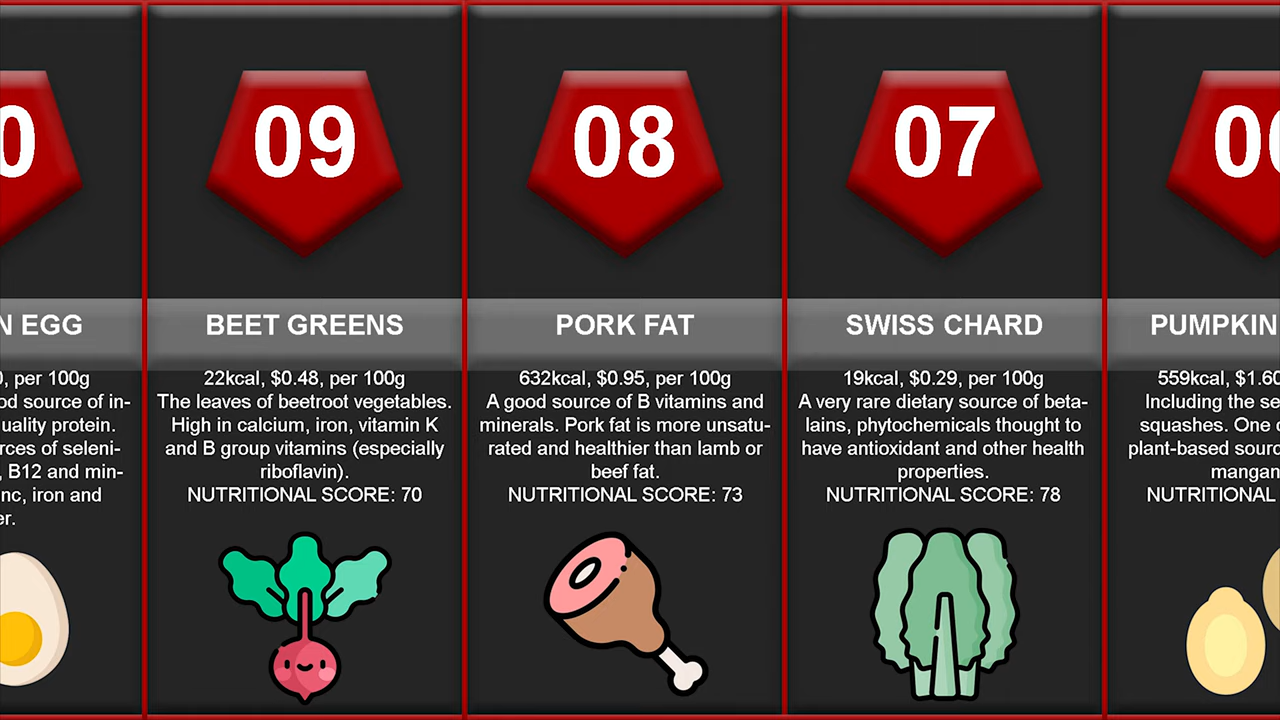 0
N EGG
0, per 100g
od source of in-
uality protein.
rces of seleni-
, B12 and min-
nc, iron and
er.
09
BEET GREENS
22kcal, $0.48, per 100g
The leaves of beetroot vegetables.
High in calcium, iron, vitamin K
and B group vitamins (especially
riboflavin).
NUTRITIONAL SCORE: 70
08
PORK FAT
632kcal, $0.95, per 100g
A good source of B vitamins and
minerals. Pork fat is more unsatu-
rated and healthier than lamb or
beef fat.
NUTRITIONAL SCORE: 73
07
SWISS CHARD
19kcal, $0.29, per 100g
A very rare dietary source of beta-
lains, phytochemicals thought to
have antioxidant and other health
properties.
NUTRITIONAL SCORE: 78
06
PUMPKIN
559kcal, $1.60
Including the se
squashes. One o
plant-based sourc
mangan
NUTRITIONAL